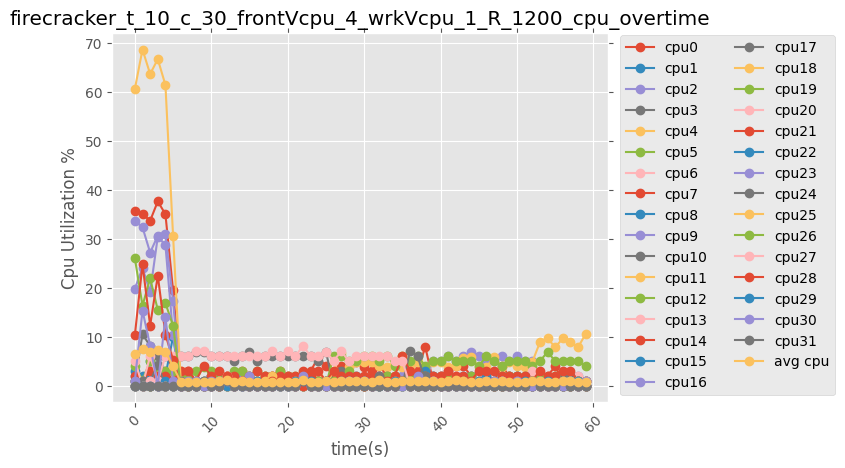 firecracker_t_10_c_30_frontVcpu_4_wrkVcpu_1_R_1200_cpu_overtime
Cpu Utilization %
70
60
50
40
30
20
10
0
0
10
20
30
40
50
60
time(s)
cpu0
cpu1
cpu2
cpu3
cpu4
cpu5
cpu6
cpu7
cpu8
cpu9
cpu10
cpu11
cpu12
cpu13
cpu14
cpu15
cpu16
cpu17
cpu18
cpu19
cpu20
cpu21
cpu22
cpu23
cpu24
cpu25
cpu26
cpu27
cpu28
cpu29
cpu30
cpu31
avg cpu